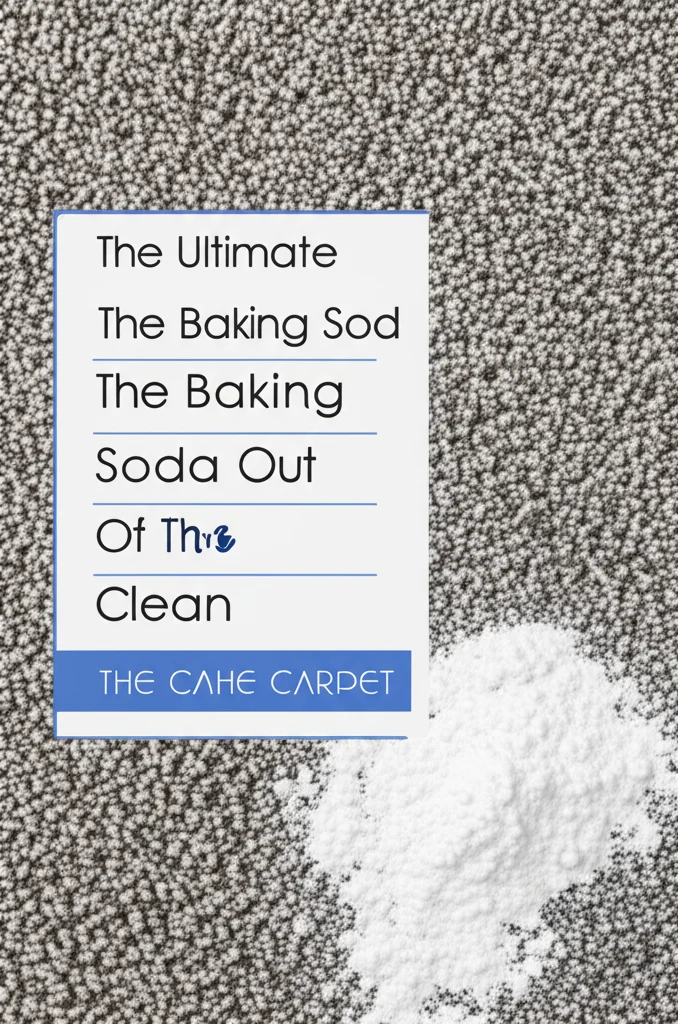 The Ultimate
The Baking Sod
The Baking
Soda Out
Of
Clean
THE CAHE CARPET